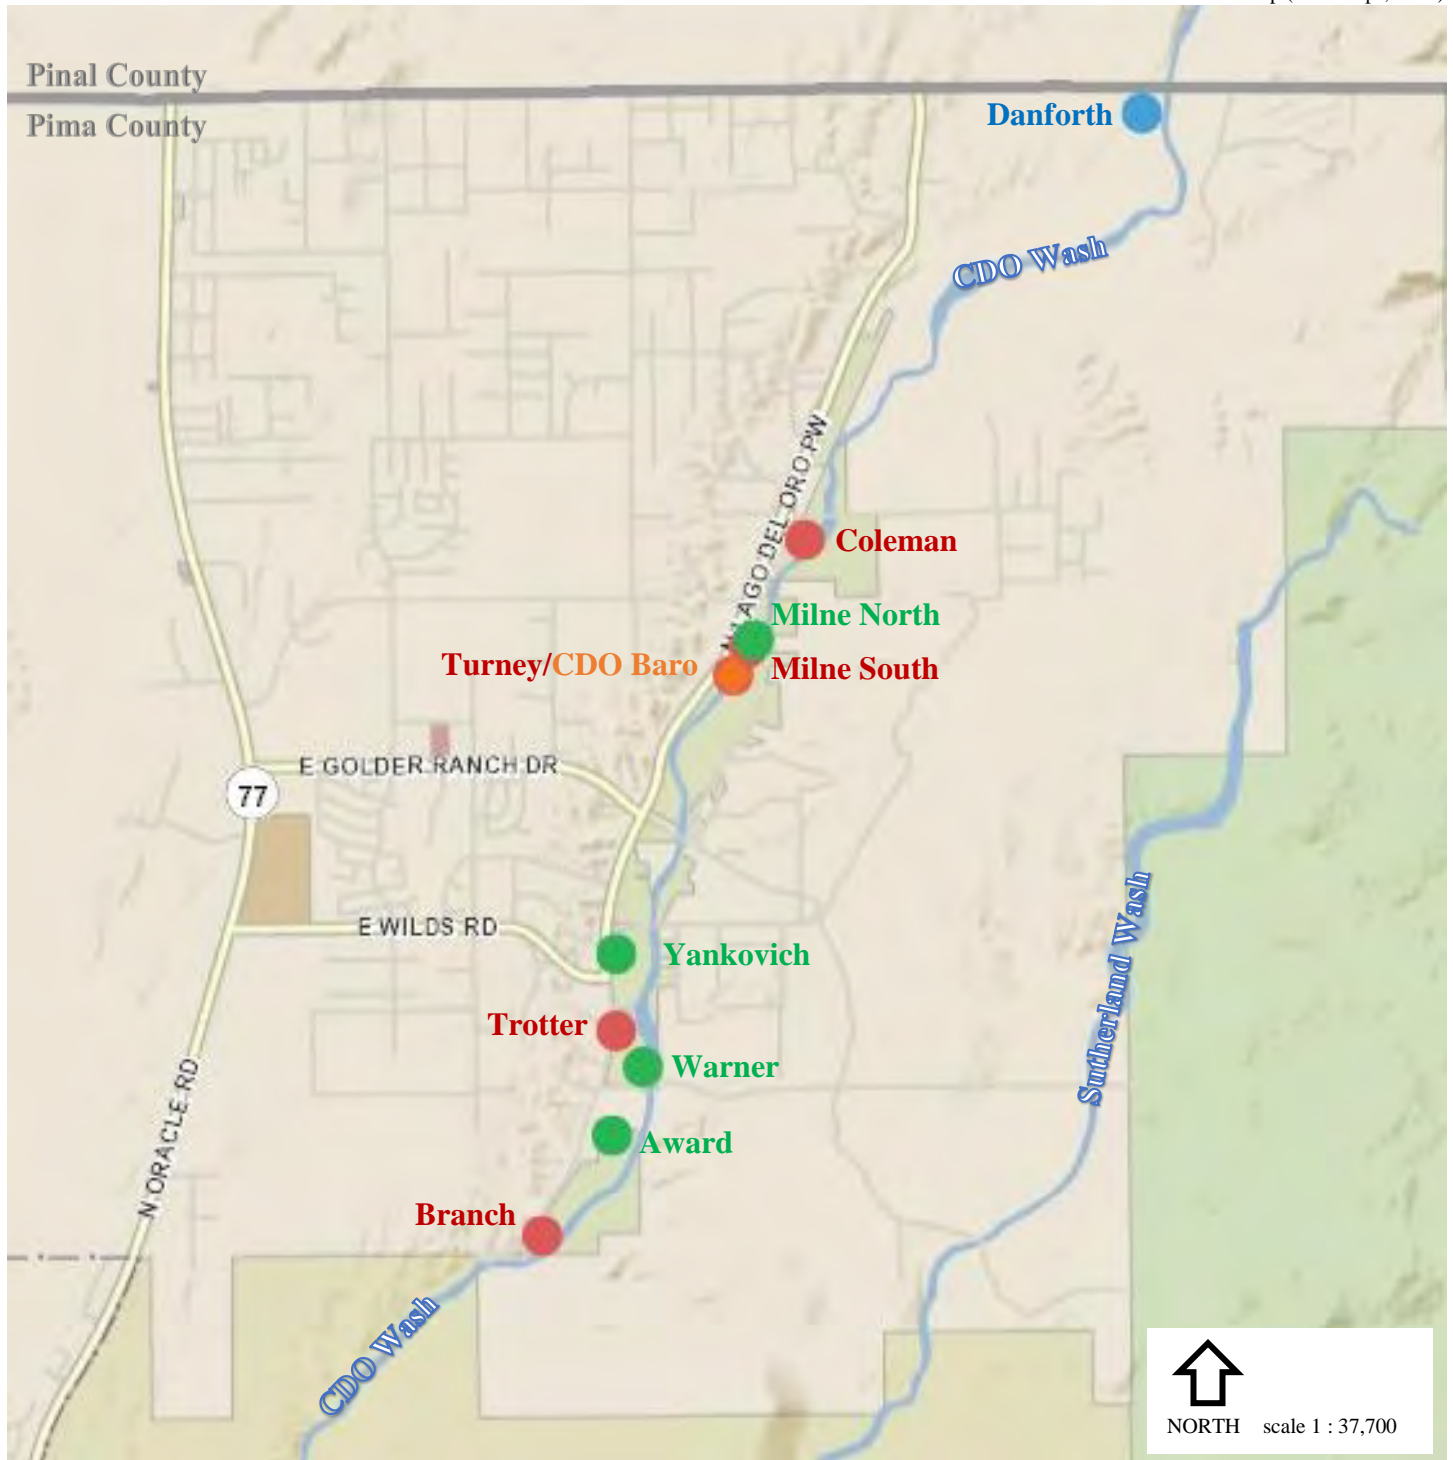 Pinal County
Pima County
Danforth
CDO Wash
N LAGO DEL ORO PW
Coleman
Milne North
Turney/CDO Baro
Milne South
E GOLDER RANCH DR
77
Sutherland Wash
E WILDS RD
Yankovich
Trotter
Warner
N ORACLE RD
Award
Branch
CDO Wash
NORTH scale 1 : 37,700